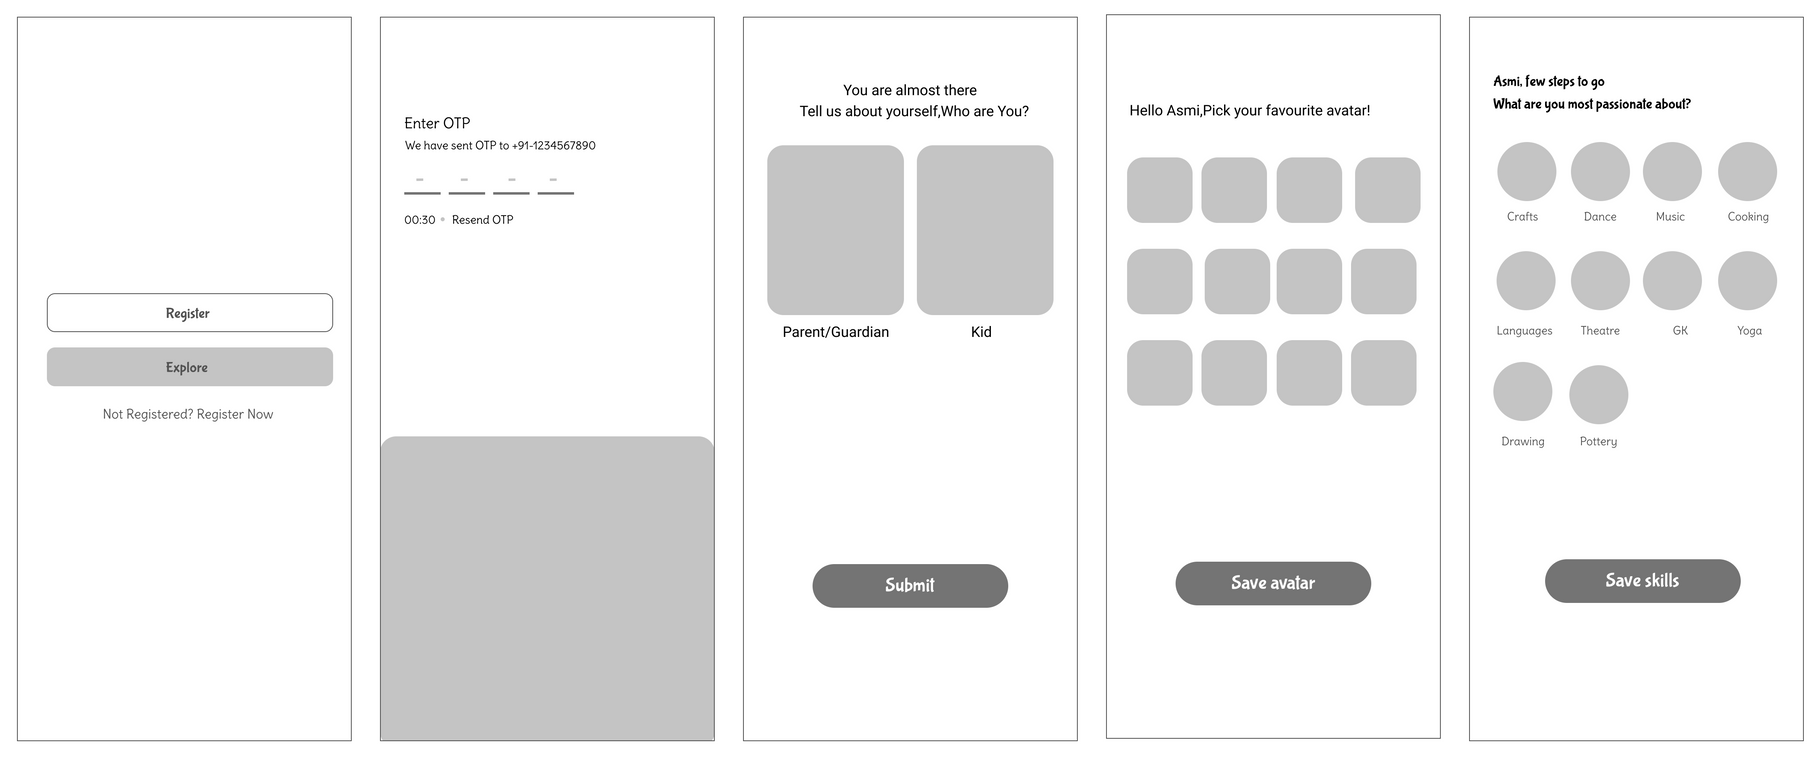 Register
Explore
Not Registered? Register Now
Enter OTP
We have sent OTP to +91-1234567890
- - - -
00:30 • Resend OTP
You are almost there
Tell us about yourself,Who are You?
Parent/Guardian Kid
Submit
Hello Asmi,Pick your favourite avatar!
Save avatar
Asmi, few steps to go
What are you most passionate about?
Crafts Dance Music Cooking
Languages Theatre GK Yoga
Drawing Pottery
Save skills